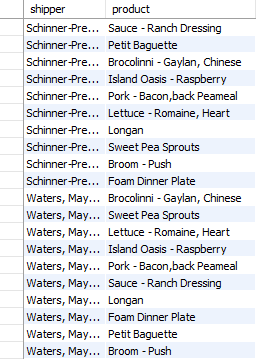 shipper product
Schinner-Pre... Sauce - Ranch Dressing
Schinner-Pre... Petit Baguette
Schinner-Pre... Brocolinni - Gaylan, Chinese
Schinner-Pre... Island Oasis - Raspberry
Schinner-Pre... Pork - Bacon,back Peameal
Schinner-Pre... Lettuce - Romaine, Heart
Schinner-Pre... Longan
Schinner-Pre... Sweet Pea Sprouts
Schinner-Pre... Broom - Push
Schinner-Pre... Foam Dinner Plate
Waters, May... Brocolinni - Gaylan, Chinese
Waters, May... Sweet Pea Sprouts
Waters, May... Lettuce - Romaine, Heart
Waters, May... Island Oasis - Raspberry
Waters, May... Pork - Bacon,back Peameal
Waters, May... Sauce - Ranch Dressing
Waters, May... Longan
Waters, May... Foam Dinner Plate
Waters, May... Petit Baguette
Waters, May... Broom - Push